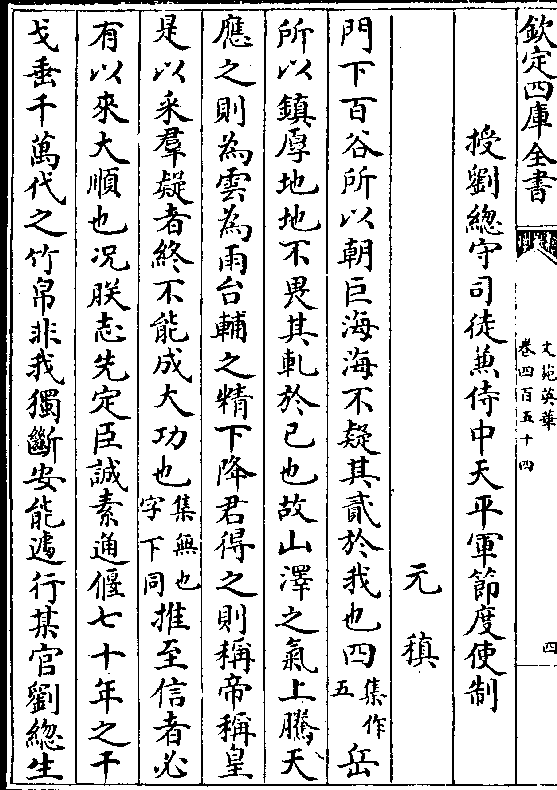 欽定四庫全書
文苑英華
卷四百五十四
四
授劉緫守司徒兼侍中天平軍節度使制
元稹
門下百谷所以朝巨海海不疑其貳於我也四集作五岳
所以鎮厚地地不畏其軋於己也故山澤之氣上騰天
應之則為雲為雨台輔之精下降君得之則稱帝稱皇
是以采羣疑者終不能成大功也集無也字下同推至信者必
有以來大順也况朕志先定臣誠素通偃七十年之干
戈垂千萬代之竹帛非我獨斷安能遽行某官劉緫生